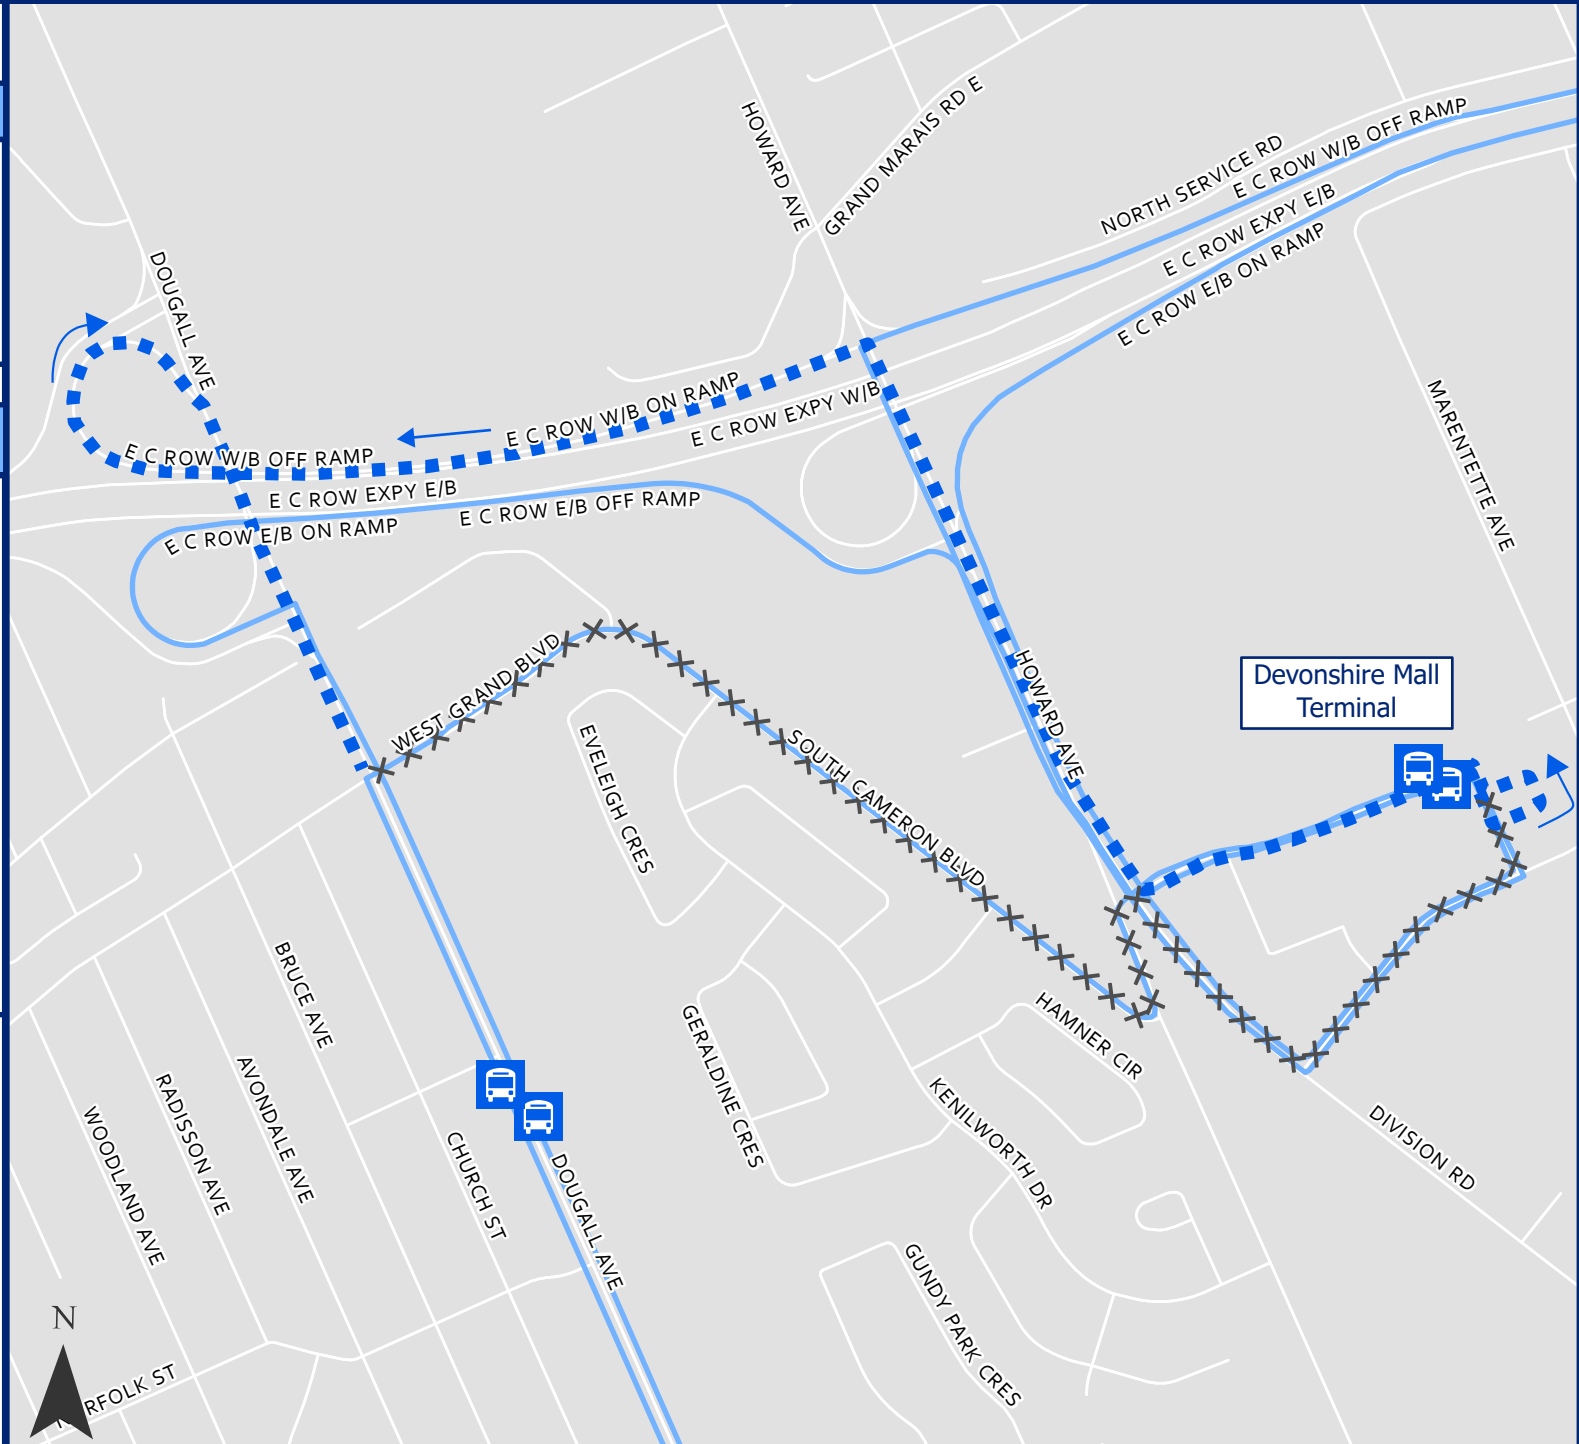 HOWARD AVE
GRAND MARAIS RD E
NORTH SERVICE RD
E C ROW W/B OFF RAMP
E C ROW EXPY E/B
E C ROW E/B ON RAMP
DOUGALL AVE
E C ROW W/B ON RAMP
E C ROW EXPY W/B
E C ROW W/B OFF RAMP
E C ROW EXPY E/B
E C ROW E/B OFF RAMP
E C ROW E/B ON RAMP
MARENTETTE AVE
WEST GRAND BLVD
HOWARD AVE
Devonshire Mall
Terminal
EVELEIGH CRES
SOUTH CAMERON BLVD
BRUCE AVE
HAMNER CIR
GERALDINE CRES
AVONDALE AVE
RADISSON AVE
WOODLAND AVE
CHURCH ST
DOUGALL AVE
KENILWORTH DR
DIVISION RD
GUNDY PARK CRES
N
RFOLK ST